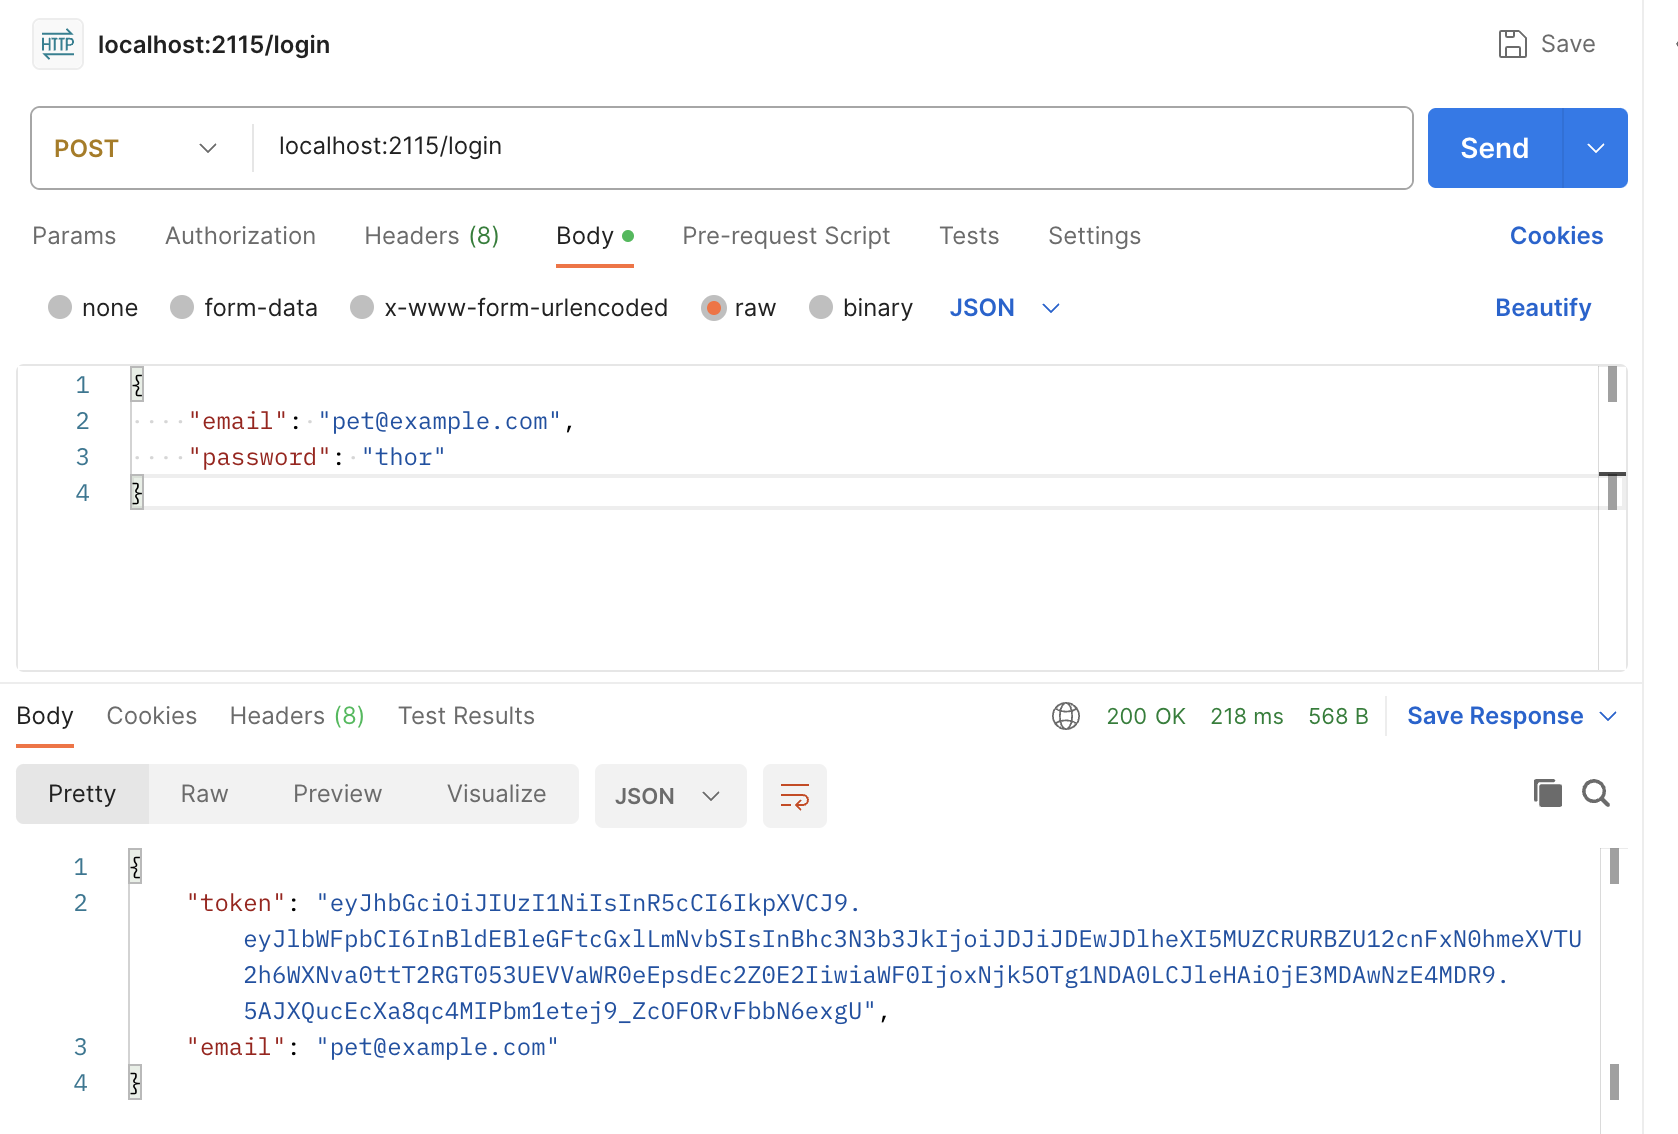 HTTP localhost:2115/login Save
POST localhost:2115/login Send
Params Authorization Headers (8) Body Pre-request Script Tests Settings Cookies
none form-data x-www-form-urlencoded raw binary JSON Beautify
1 {
2 "email": "pet@example.com",
3 "password": "thor"
4 }
Body Cookies Headers (8) Test Results 200 OK 218 ms 568 B Save Response
Pretty Raw Preview Visualize JSON
1 {
2 "token": "eyJhbGciOiJIUzI1NiIsInR5cCI6IkpXVCJ9.
eyJlbWFpbCI6InBldEBleGFtcGxlLmNvbSIsInBhc3N3b3JkIjoiJDJiJDEwJDlheXI5MUZCRURBZU12cnFxN0hmeXVTU
2h6WXNva0ttT2RGT053UEVVaWR0eEpsdEc2Z0E2IiwiaWF0IjoxNjk5OTg1NDA0LCJleHAiOjE3MDAwNzE4MDR9.
5AJXQucEcXa8qc4MIPbm1etej9_ZcOFORvFbbN6exgU",
3 "email": "pet@example.com"
4 }